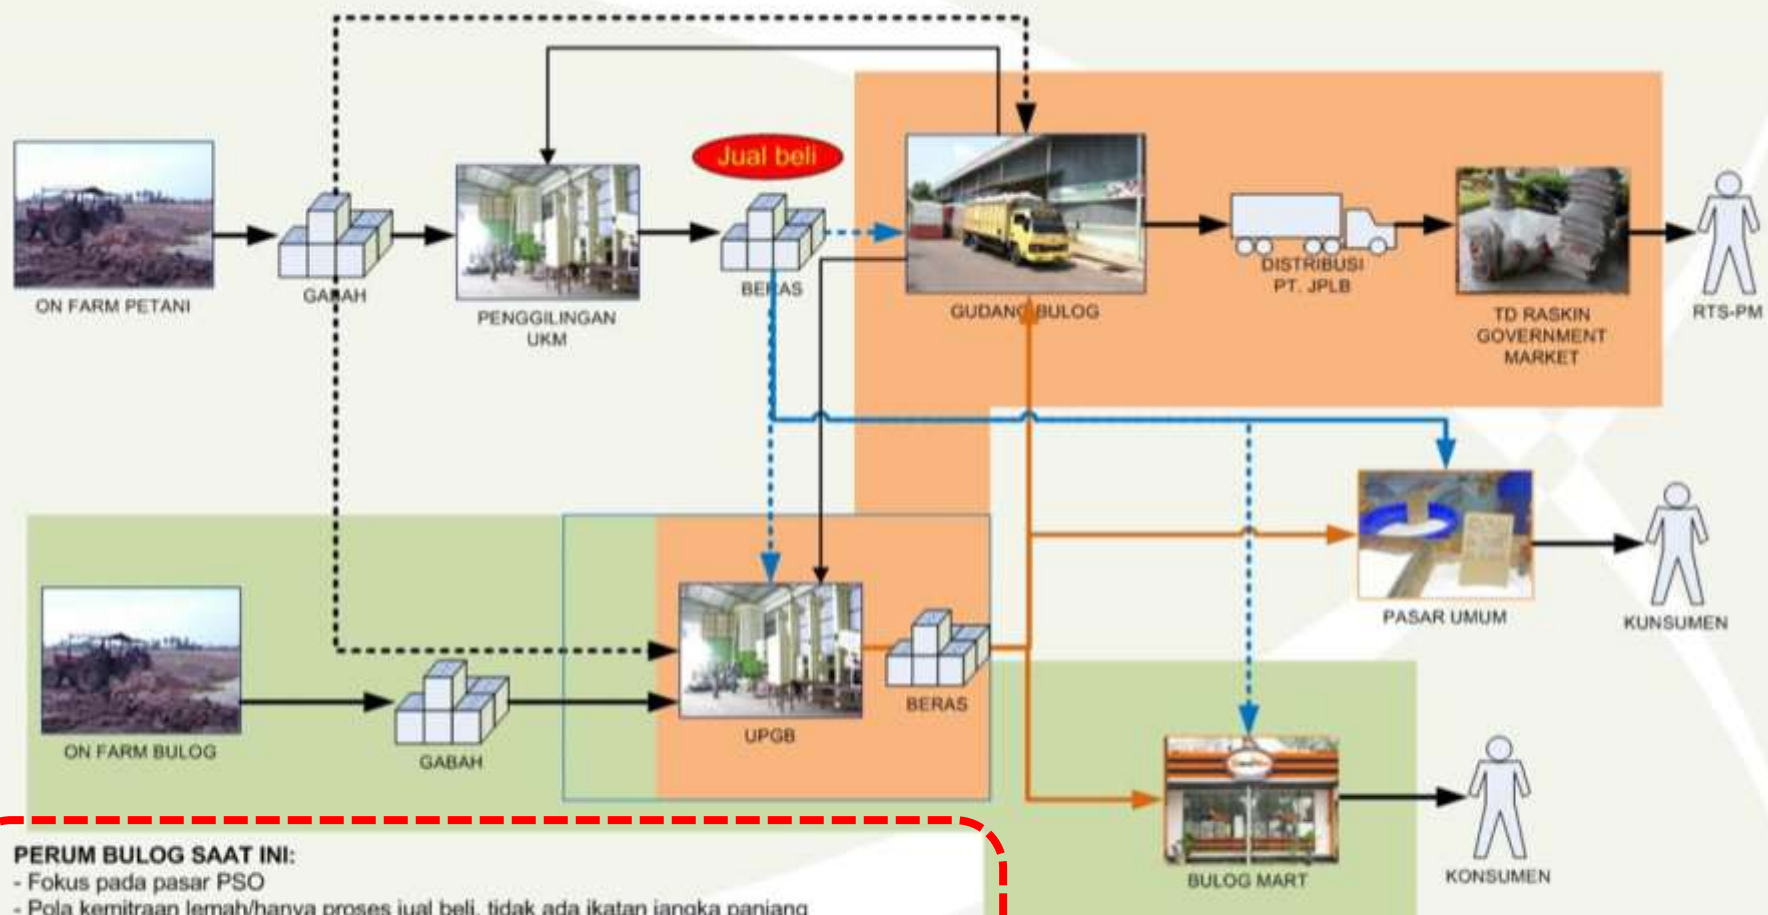 Jual beli
ON FARM PETANI
GABAH
PENGGILINGAN
UKM
BERAS
GUDANG BULOG
DISTRIBUSI
PT. JPLB
TD RASKIN
GOVERNMENT
MARKET
RTS-PM
PASAR UMUM
KUNSUMEN
ON FARM BULOG
GABAH
UPGB
BERAS
BULOG MART
KONSUMEN
PERUM BULOG SAAT INI:
- Fokus pada pasar PSO
- Pola kemitraan lemah/hanya proses jual beli, tidak ada ikatan jangka panjang